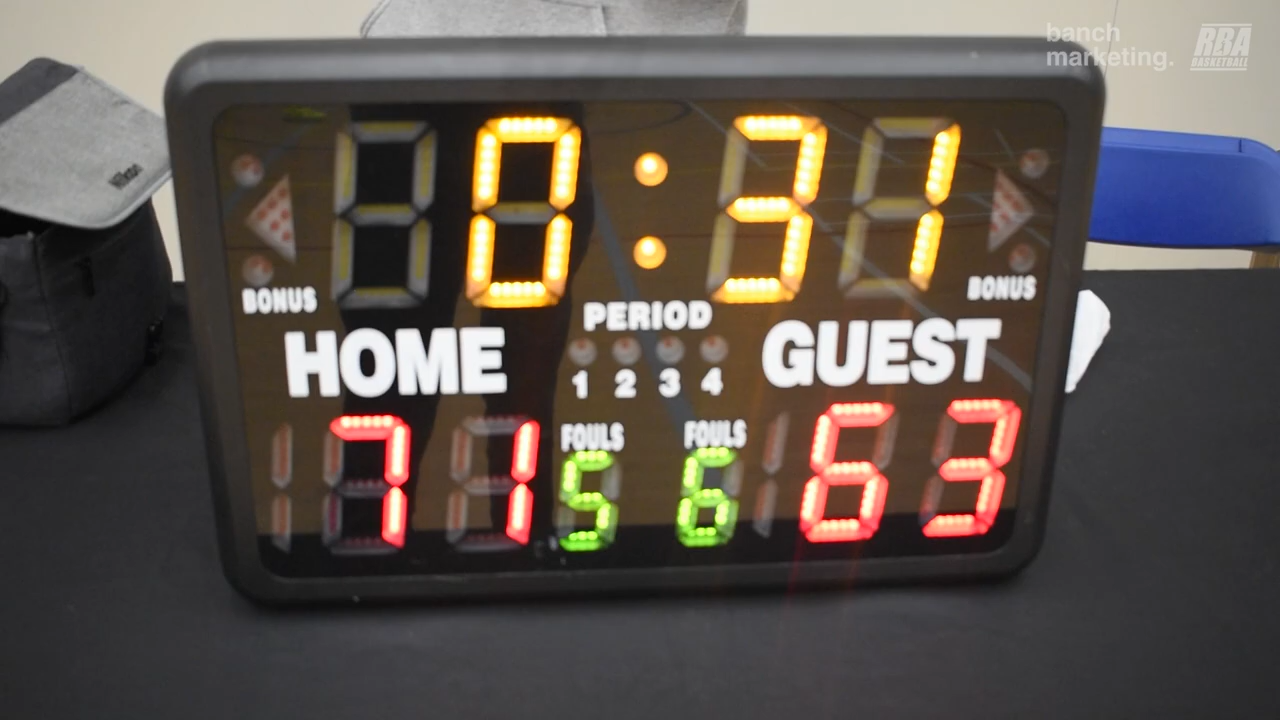 banch
marketing.
RBA
BASKETBALL
Nikon
0:31
BONUS
PERIOD
BONUS
HOME
1 2 3 4
GUEST
71
FOULS
5
FOULS
6
63